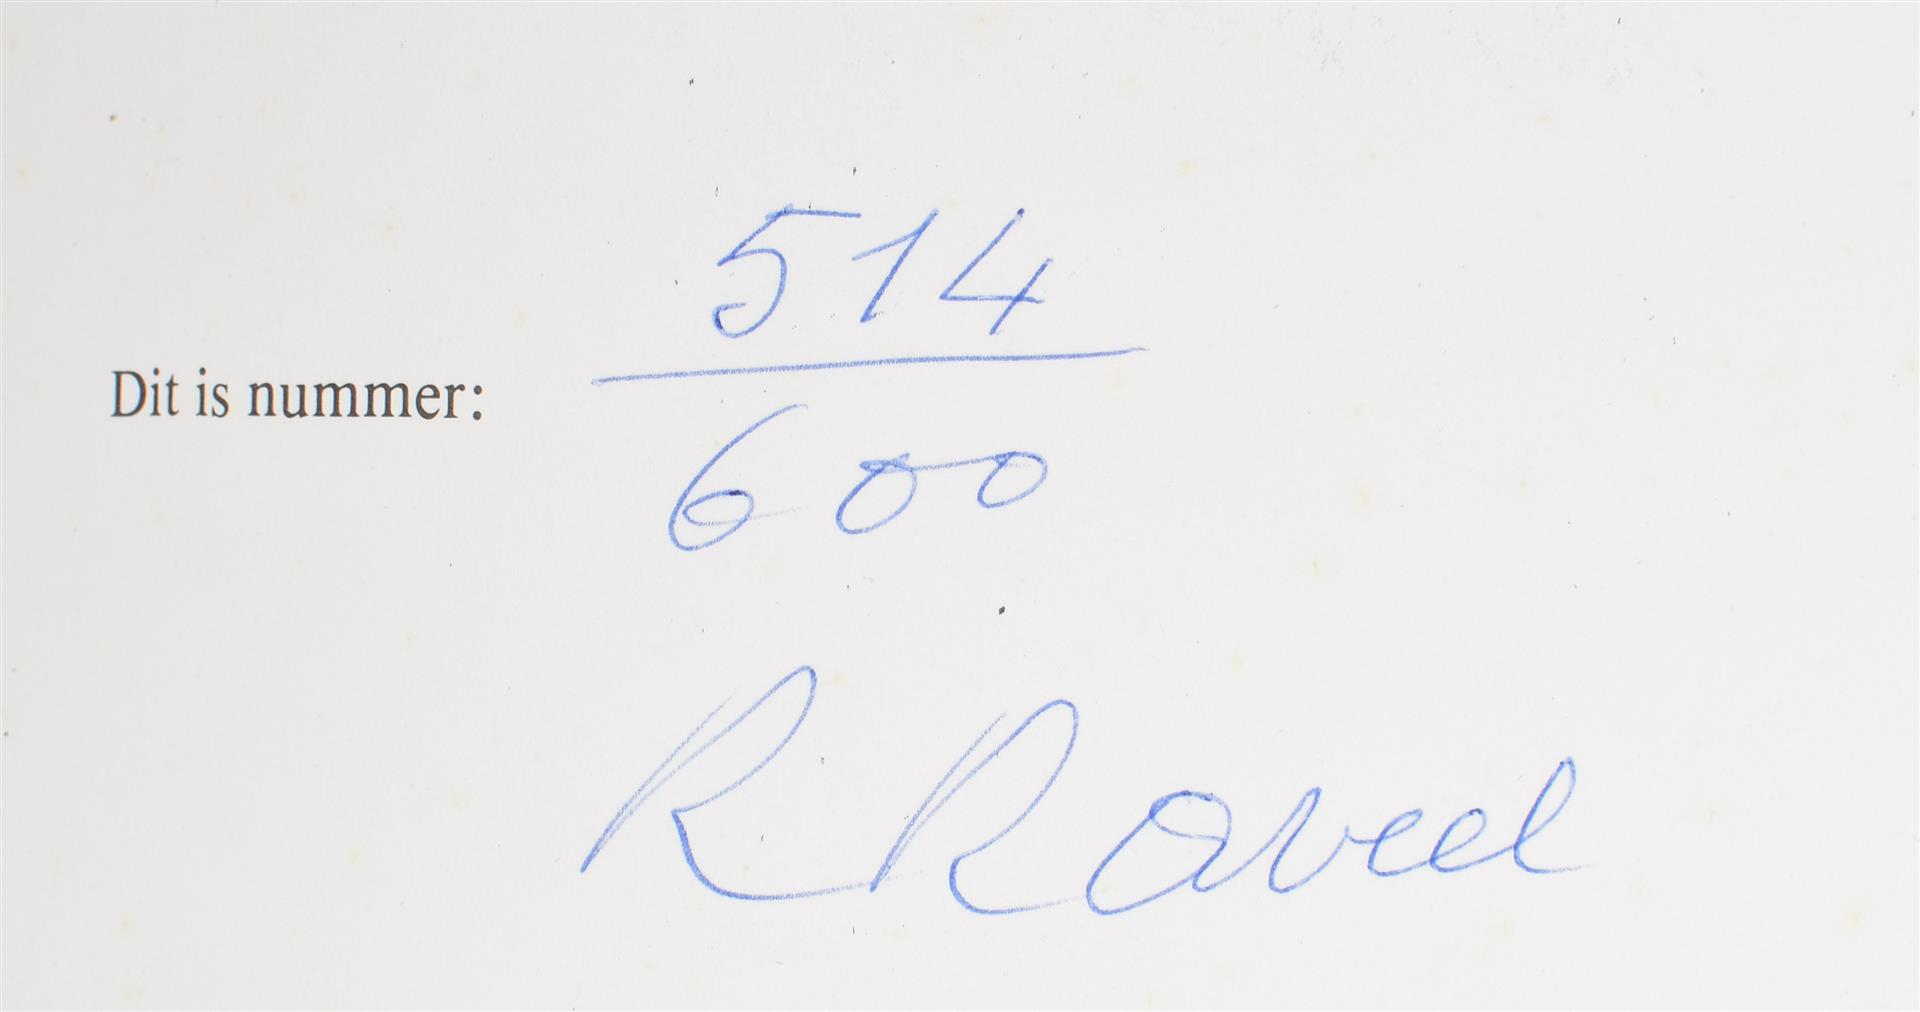 514
Dit is nummer:
600
R Raveel